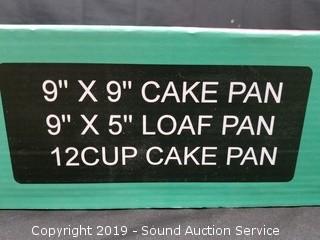 9" X 9" CAKE PAN
9" X 5" LOAF PAN
12CUP CAKE PAN
Copyright 2019 - Sound Auction Service